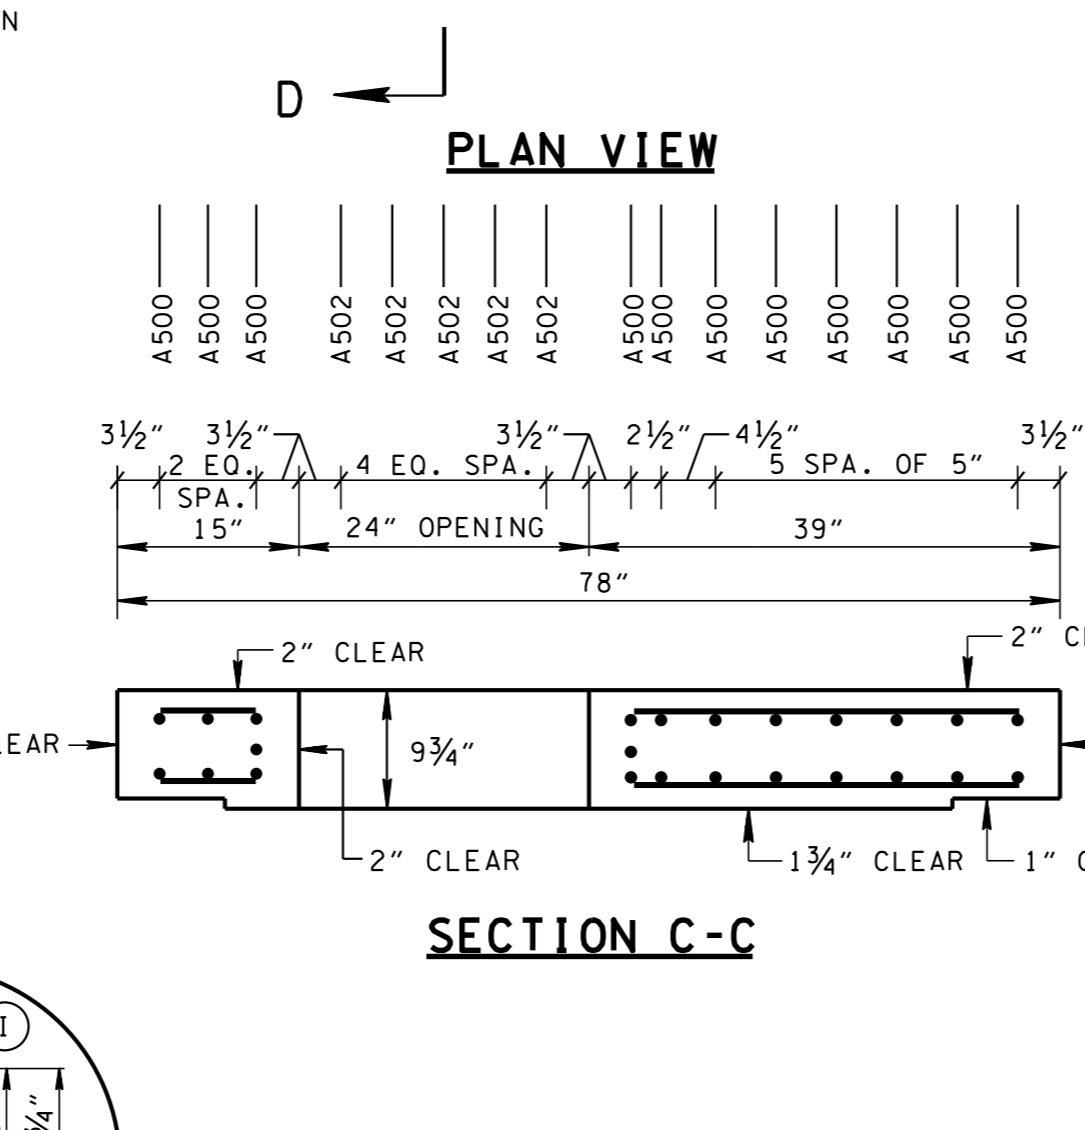 N
D
PLAN VIEW
A500 A500 A500 A502 A502 A502 A502 A502 A500 A500 A500 A500 A500 A500 A500 A500
3½" 3½" 3½" 2½" 4½" 3½"
2 EQ. SPA. 4 EQ. SPA. 5 SPA. OF 5"
15" 24" OPENING 39"
78"
2" CLEAR 2"
9¾"
2" CLEAR 1¾" CLEAR 1"
SECTION C-C
I